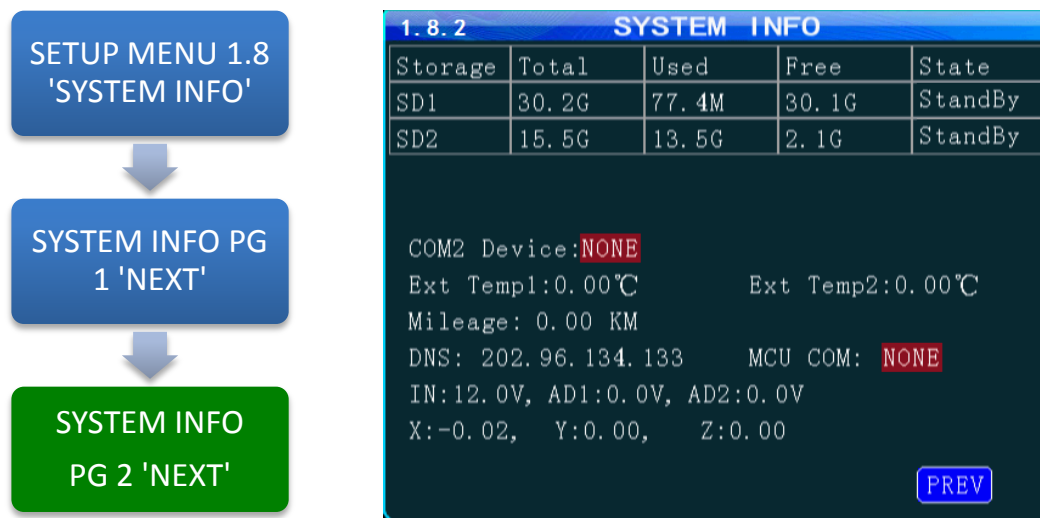 SETUP MENU 1.8
'SYSTEM INFO'
SYSTEM INFO PG
1 'NEXT'
SYSTEM INFO
PG 2 'NEXT'
1.8.2 SYSTEM INFO
Storage Total Used Free State
SD1 30.2G 77.4M 30.1G StandBy
SD2 15.5G 13.5G 2.1G StandBy
COM2 Device:NONE
Ext Temp1:0.00℃ Ext Temp2:0.00℃
Mileage: 0.00 KM
DNS: 202.96.134.133 MCU COM: NONE
IN:12.0V, AD1:0.0V, AD2:0.0V
X:-0.02, Y:0.00, Z:0.00
PREV